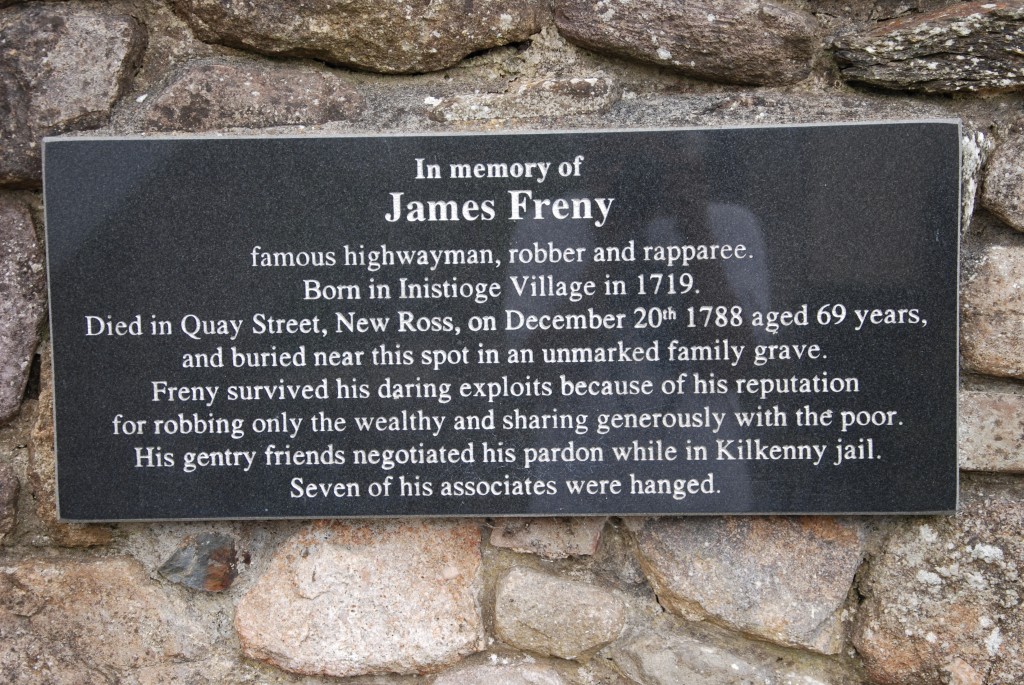 In memory of
James Freny
famous highwayman, robber and rapparee.
Born in Inistioge Village in 1719.
Died in Quay Street, New Ross, on December 20th 1788 aged 69 years,
and buried near this spot in an unmarked family grave.
Freny survived his daring exploits because of his reputation
for robbing only the wealthy and sharing generously with the poor.
His gentry friends negotiated his pardon while in Kilkenny jail.
Seven of his associates were hanged.